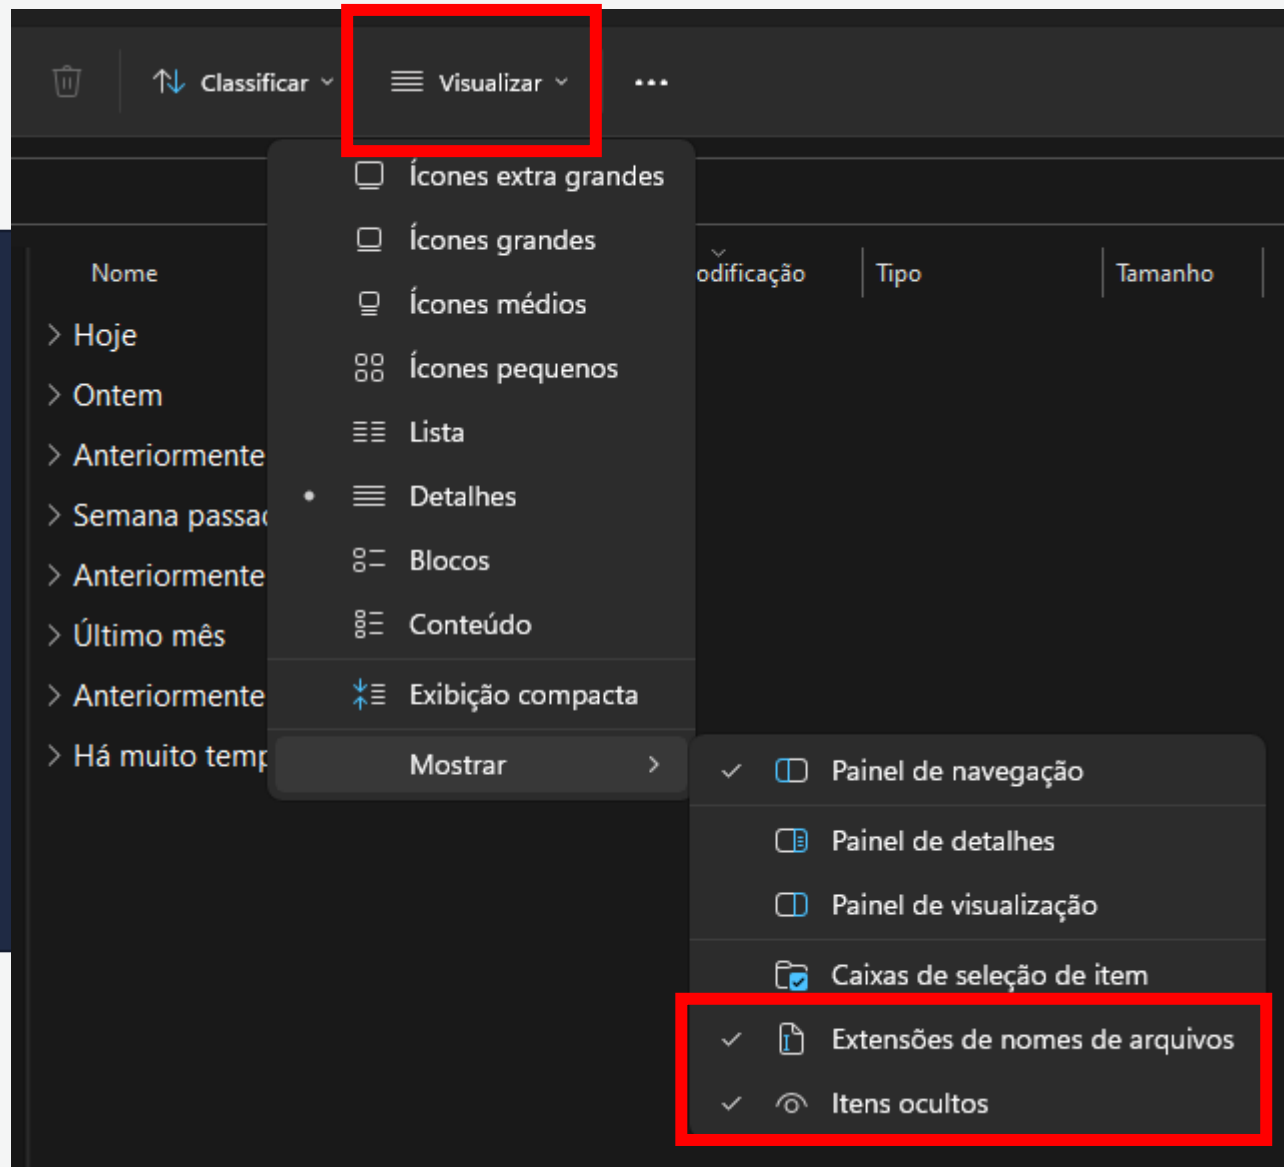 Classificar
Visualizar
Ícones extra grandes
Ícones grandes
Nome
odificação
Tipo
Tamanho
Ícones médios
Hoje
Ícones pequenos
Ontem
Lista
Anteriormente
Detalhes
Semana passa
Blocos
Anteriormente
Conteúdo
Último mês
Exibição compacta
Anteriormente
Mostrar
Há muito temp
Painel de navegação
Painel de detalhes
Painel de visualização
Caixas de seleção de item
Extensões de nomes de arquivos
Itens ocultos